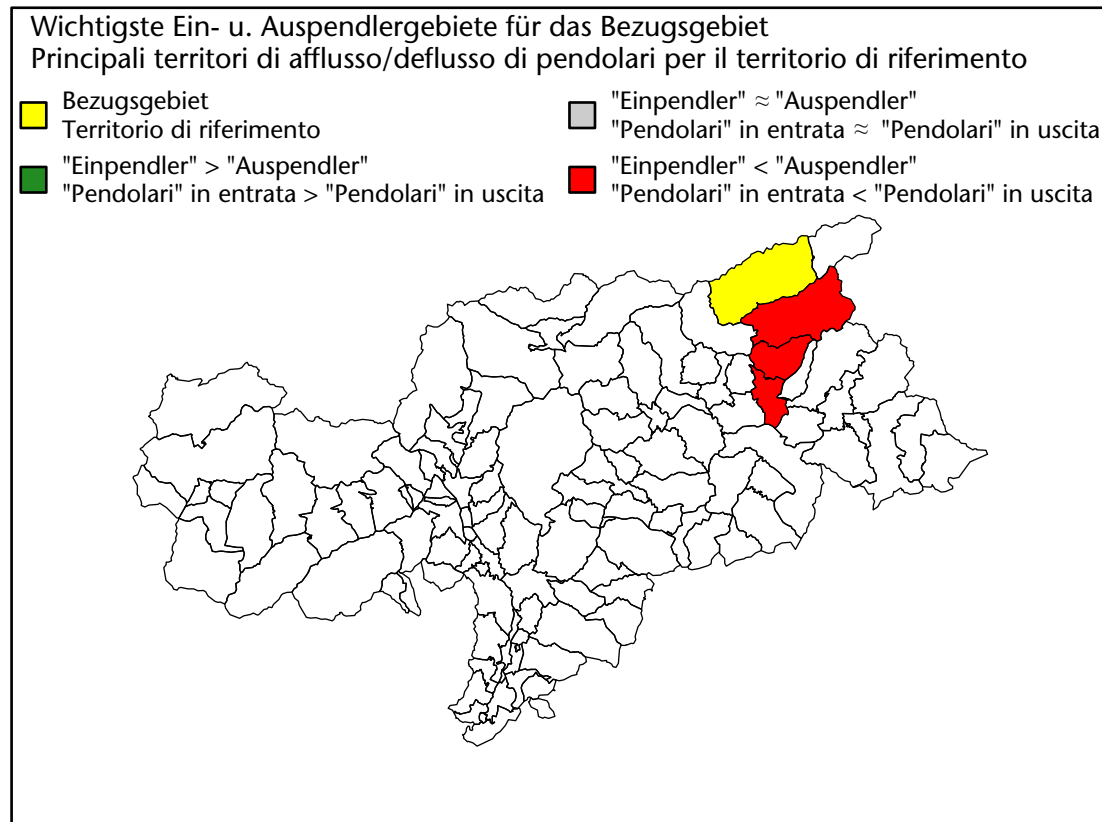 Wichtigste Ein- u. Auspendlergebiete für das Bezugsgebiet
Principali territori di afflusso/deflusso di pendolari per il territorio di riferimento
Bezugsgebiet
Territorio di riferimento
"Einpendler" > "Auspendler"
"Pendolari" in entrata > "Pendolari" in uscita
"Einpendler" ≈ "Auspendler"
"Pendolari" in entrata ≈ "Pendolari" in uscita
"Einpendler" < "Auspendler"
"Pendolari" in entrata < "Pendolari" in uscita